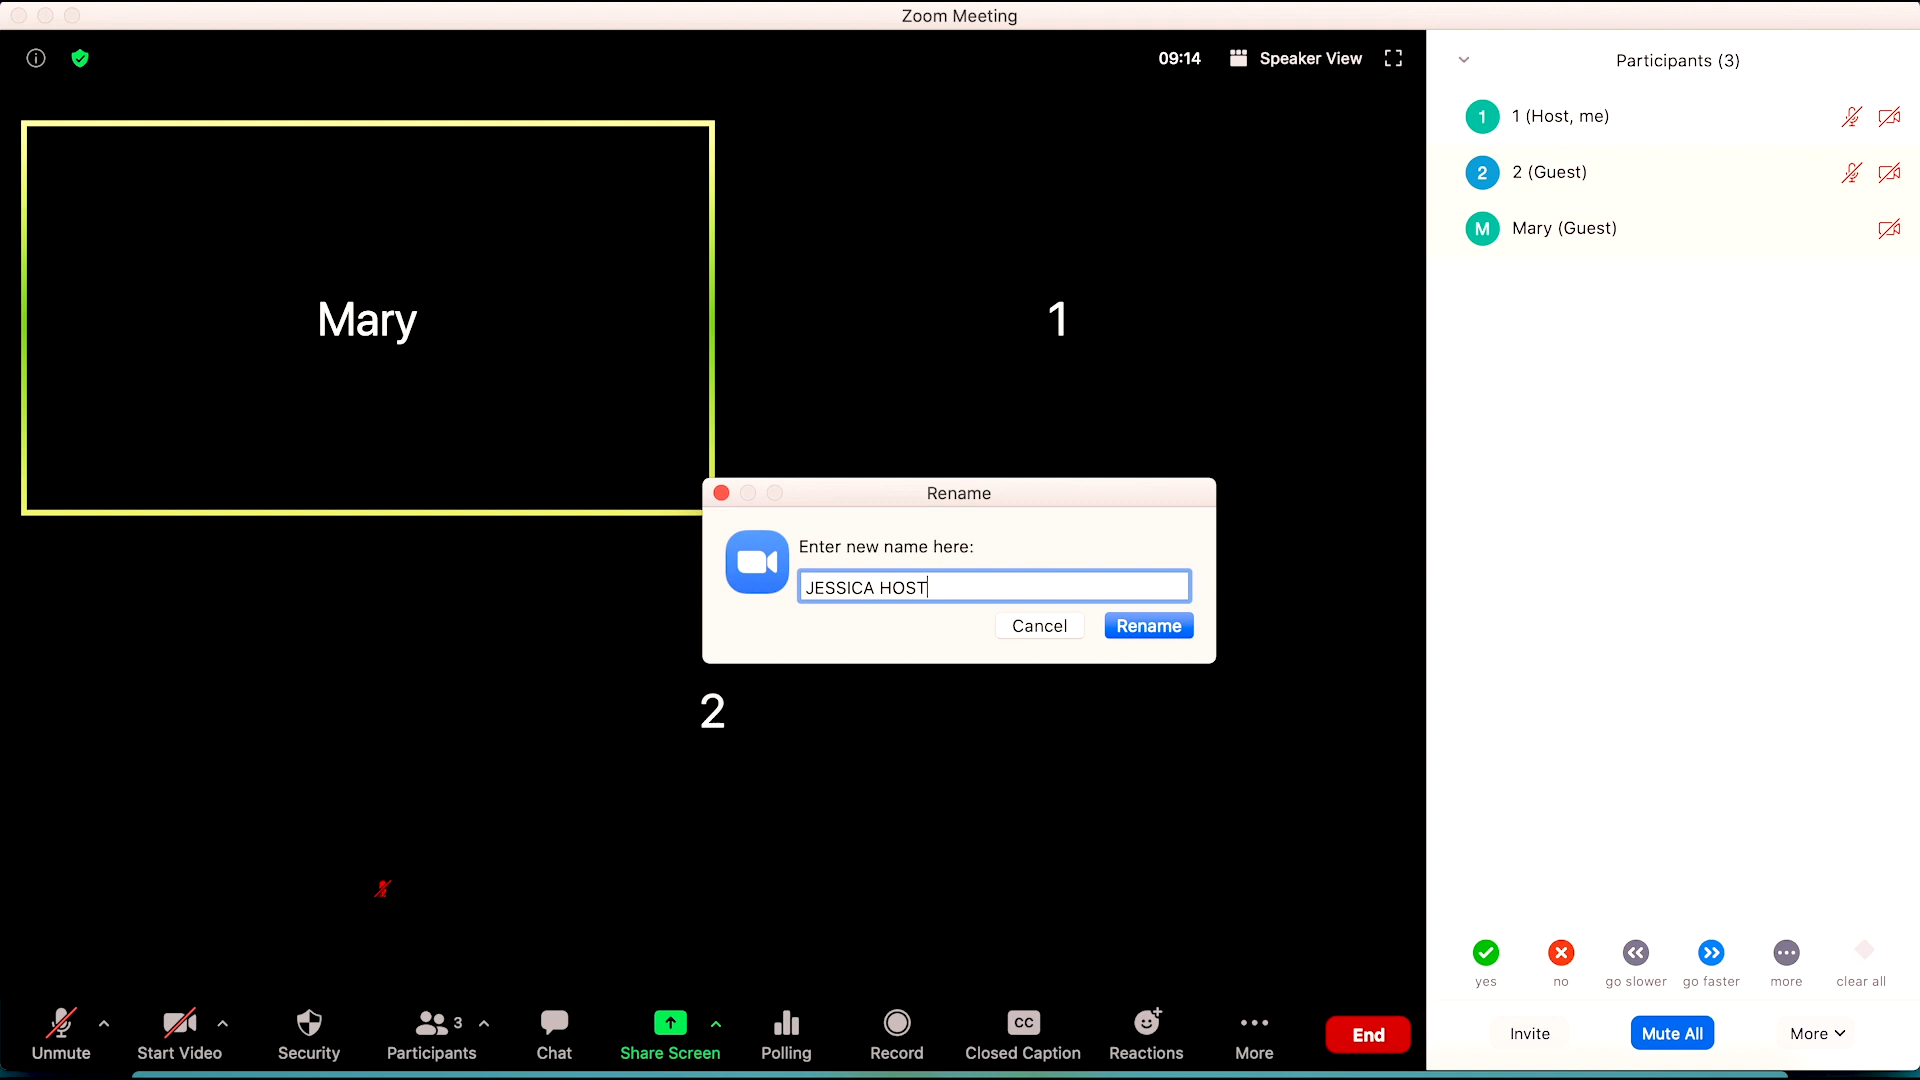 Zoom Meeting
09:14 Speaker View
Participants (3)
1 1 (Host, me)
2 2 (Guest)
M Mary (Guest)
Mary
1
Rename
Enter new name here:
JESSICA HOST
Cancel Rename
2
yes no go slower go faster more clear all
Unmute Start Video Security Participants 3 Chat Share Screen Polling Record CC Closed Caption Reactions More End
Invite Mute All More